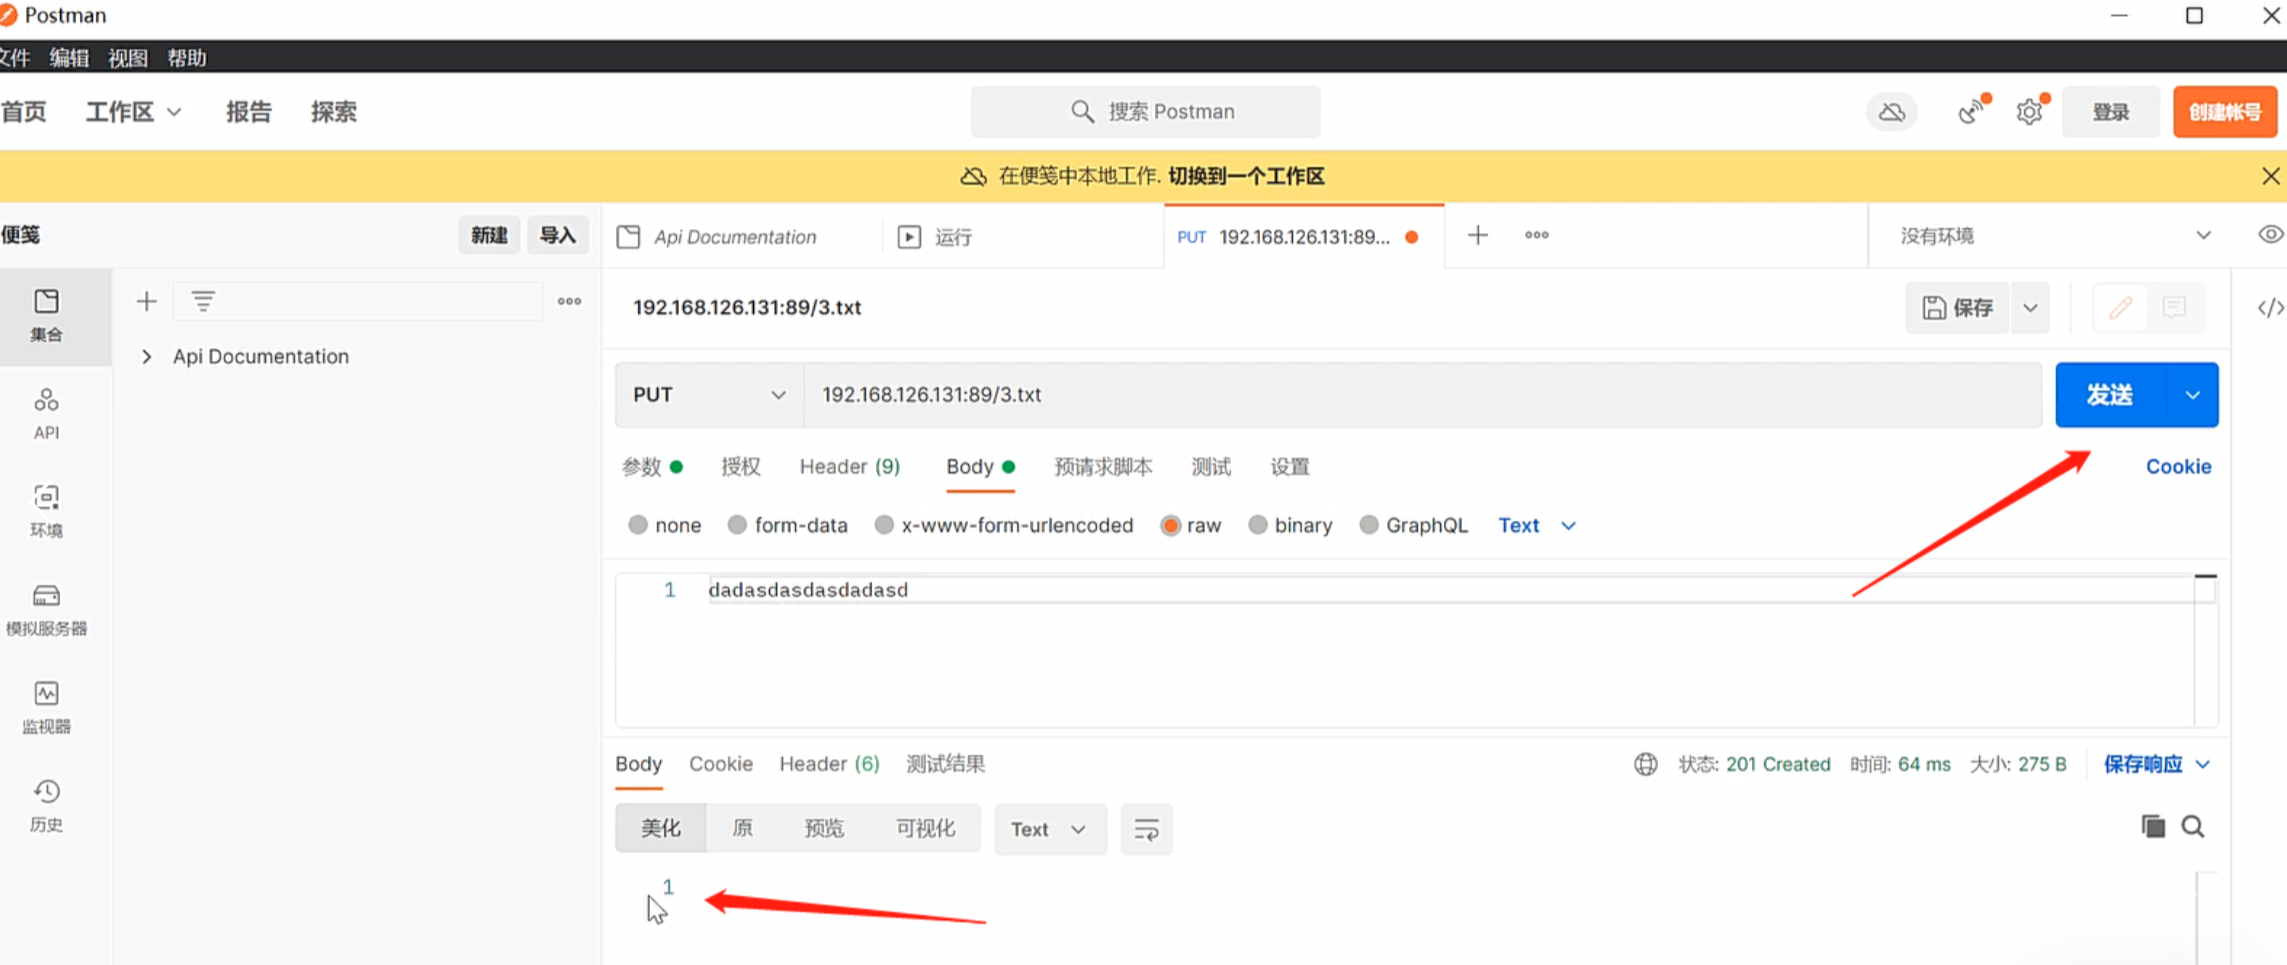 Postman
文件 编辑 视图 帮助
首页 工作区 报告 探索 搜索 Postman 登录 创建帐号
在便笺中本地工作. 切换到一个工作区
便笺 新建 导入 Api Documentation 运行 PUT 192.168.126.131:89... 没有环境
集合
192.168.126.131:89/3.txt 保存
Api Documentation
PUT 192.168.126.131:89/3.txt 发送
API
参数 授权 Header (9) Body 预请求脚本 测试 设置 Cookie
环境
none form-data x-www-form-urlencoded raw binary GraphQL Text
1 dadasdasdasdadasd
模拟服务器
监视器
Body Cookie Header (6) 测试结果 状态: 201 Created 时间: 64 ms 大小: 275 B 保存响应
历史
美化 原 预览 可视化 Text
1